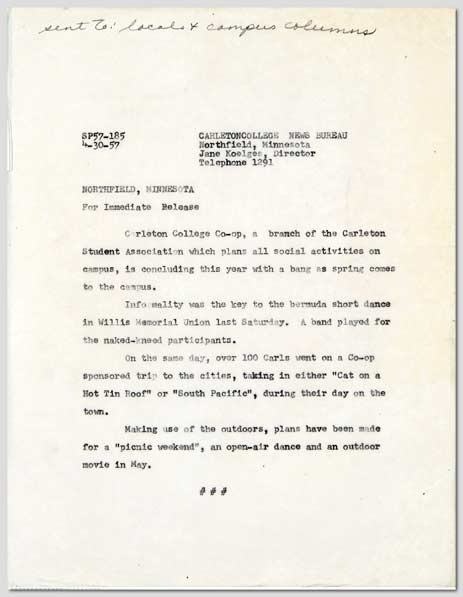 sent to: locals & campus columns
SP57-185 CARLETONCOLLEGE NEWS BUREAU
4-30-57 Northfield, Minnesota
Jane Koelges, Director
Telephone 1291
NORTHFIELD, MINNESOTA
For Immediate Release
Carleton College Co-op, a branch of the Carleton
Student Association which plans all social activities on
campus, is concluding this year with a bang as spring comes
to the campus.
Informality was the key to the bermuda short dance
in Willis Memorial Union last Saturday. A band played for
the naked-kneed participants.
On the same day, over 100 Carls went on a Co-op
sponsored trip to the cities, taking in either "Cat on a
Hot Tin Roof" or "South Pacific", during their day on the
town.
Making use of the outdoors, plans have been made
for a "picnic weekend", an open-air dance and an outdoor
movie in May.
# # #